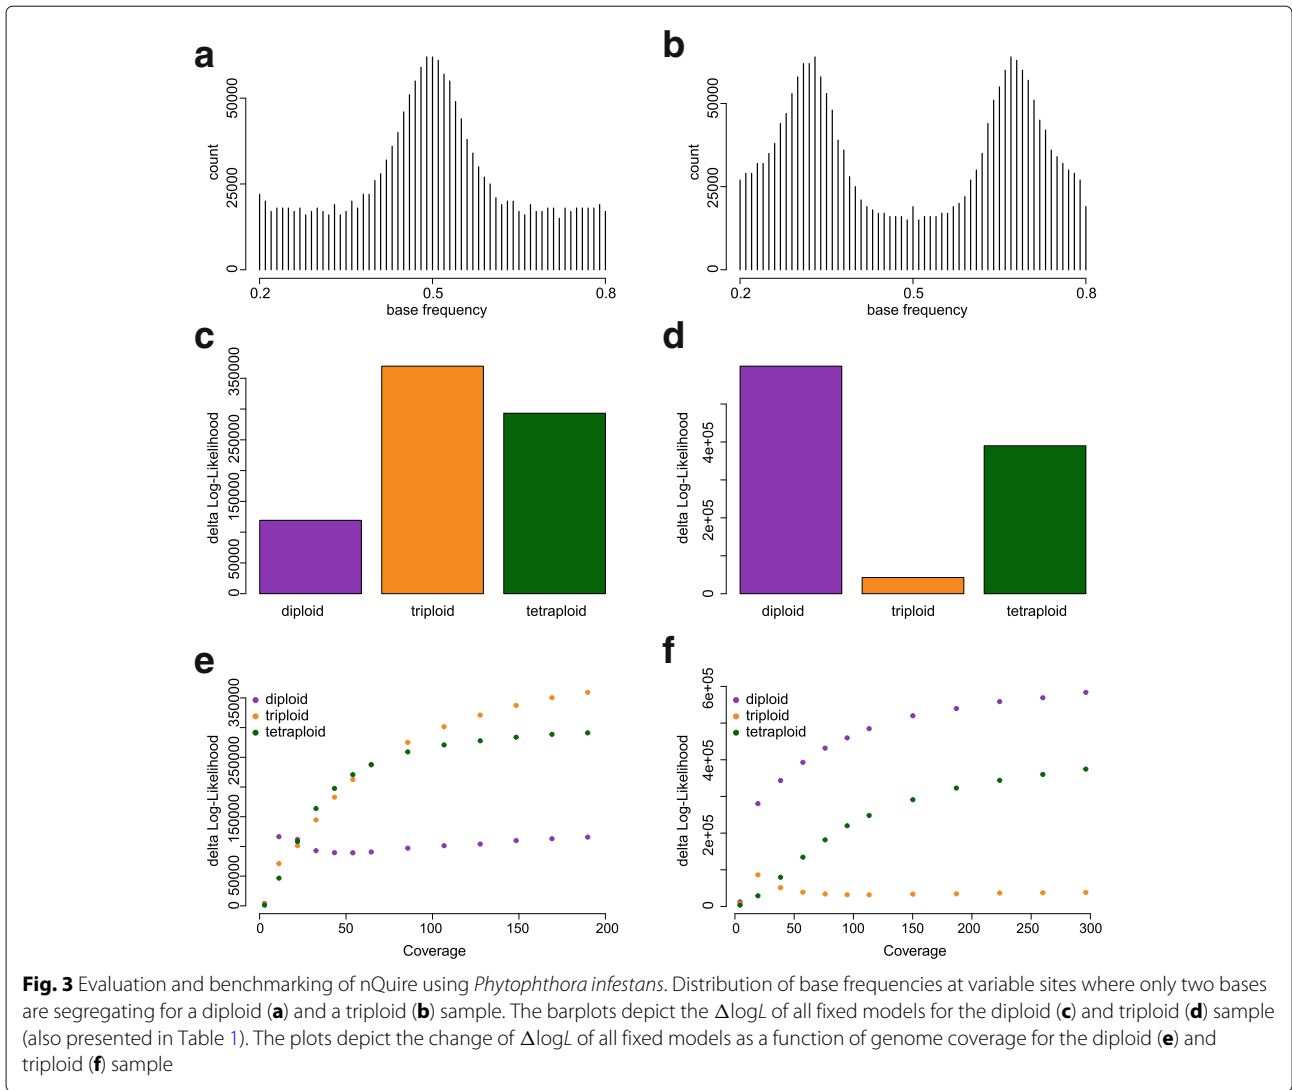 a
count
0 25000 50000
0.2 0.5 0.8
base frequency
b
count
0 25000 50000
0.2 0.5 0.8
base frequency
c
delta Log-Likelihood
0 50000 150000 250000 350000
diploid triploid tetraploid
d
delta Log-Likelihood
0 2e+05 4e+05
diploid triploid tetraploid
e
diploid
triploid
tetraploid
delta Log-Likelihood
0 50000 150000 250000 350000
0 50 100 150 200
Coverage
f
diploid
triploid
tetraploid
delta Log-Likelihood
0 2e+05 4e+05 6e+05
0 50 100 150 200 250 300
Coverage
Fig. 3 Evaluation and benchmarking of nQuire using Phytophthora infestans. Distribution of base frequencies at variable sites where only two bases
are segregating for a diploid (a) and a triploid (b) sample. The barplots depict the ΔlogL of all fixed models for the diploid (c) and triploid (d) sample
(also presented in Table 1). The plots depict the change of ΔlogL of all fixed models as a function of genome coverage for the diploid (e) and
triploid (f) sample